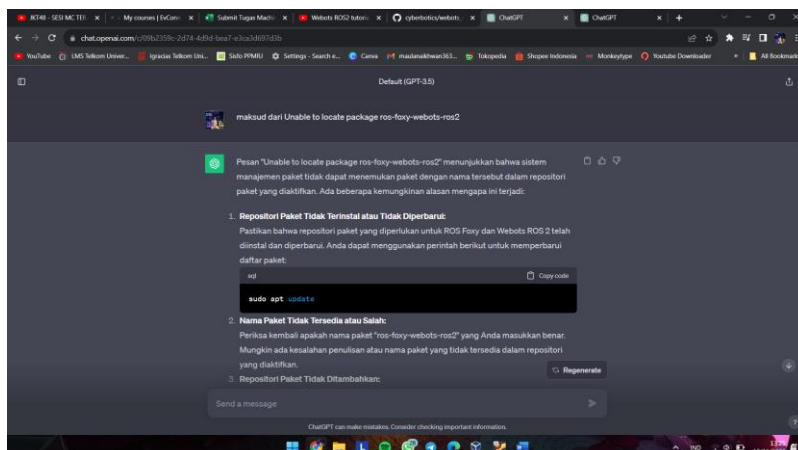 JKT48 - SESI MC TER
My courses | EvConn
Submit Tugas Machi
Webots ROS2 tutoria
cyberbotics/webots_
ChatGPT
ChatGPT
chat.openai.com/c/09b2359c-2d74-4d9d-bea7-e3ca3d697d3b
YouTube
LMS Telkom Univer...
Igracias Telkom Uni...
Sisfo PPMIU
Settings - Search e...
Canva
maulanaikhwan363...
Tokopedia
Shopee Indonesia
Monkeytype
Youtube Downloader
All Bookmark
Default (GPT-3.5)
maksud dari Unable to locate package ros-foxy-webots-ros2
Pesan "Unable to locate package ros-foxy-webots-ros2" menunjukkan bahwa sistem
manajemen paket tidak dapat menemukan paket dengan nama tersebut dalam repositori
paket yang diaktifkan. Ada beberapa kemungkinan alasan mengapa ini terjadi:
1. Repositori Paket Tidak Terinstal atau Tidak Diperbarui:
Pastikan bahwa repositori paket yang diperlukan untuk ROS Foxy dan Webots ROS 2 telah
diinstal dan diperbarui. Anda dapat menggunakan perintah berikut untuk memperbarui
daftar paket:
sql
Copy code
sudo apt update
2. Nama Paket Tidak Tersedia atau Salah:
Periksa kembali apakah nama paket "ros-foxy-webots-ros2" yang Anda masukkan benar.
Mungkin ada kesalahan penulisan atau nama paket yang tidak tersedia dalam repositori
yang diaktifkan.
Regenerate
3. Repositori Paket Tidak Ditambahkan:
Send a message
ChatGPT can make mistakes. Consider checking important information.
IND